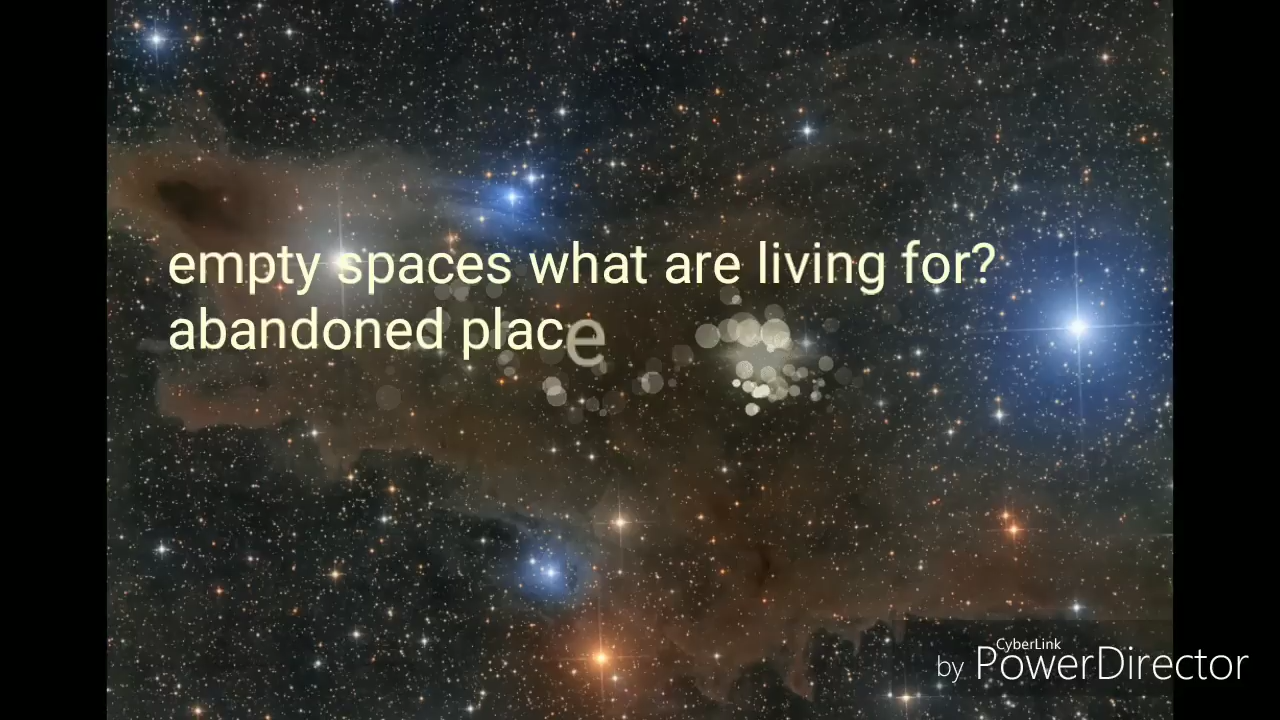 empty spaces what are living for?
abandoned place
CyberLink
by PowerDirector